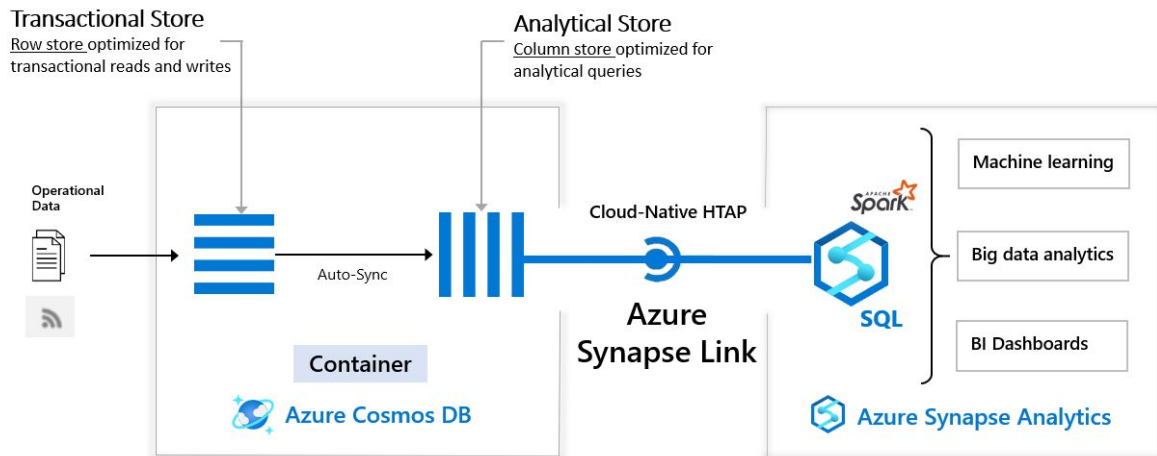 Transactional Store
Row store optimized for
transactional reads and writes
Analytical Store
Column store optimized for
analytical queries
Operational
Data
Auto-Sync
Container
Azure Cosmos DB
Cloud-Native HTAP
Azure
Synapse Link
APACHE
Spark
SQL
Machine learning
Big data analytics
BI Dashboards
Azure Synapse Analytics